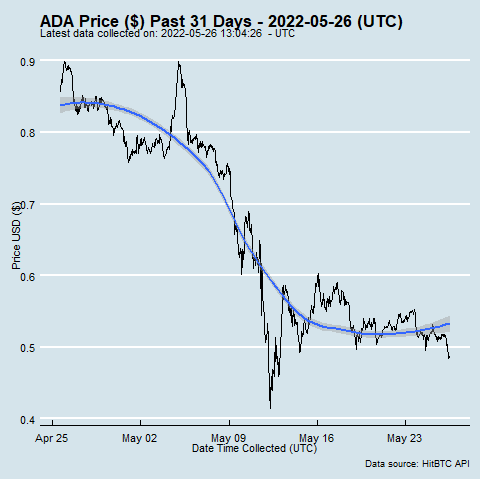 ADA Price ($) Past 31 Days - 2022-05-26 (UTC)
Latest data collected on: 2022-05-26 13:04:26 - UTC
0.9
0.8
0.7
0.6
0.5
0.4
Price USD ($)
Apr 25
May 02
May 09
May 16
May 23
Date Time Collected (UTC)
Data source: HitBTC API